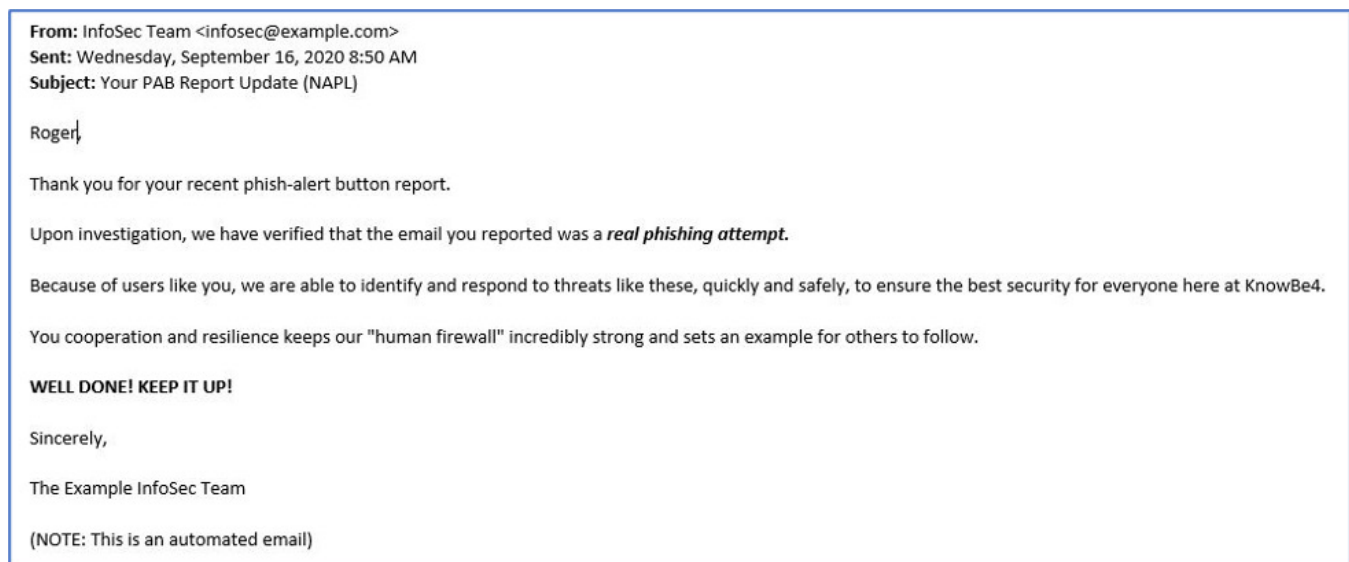 From: InfoSec Team <infosec@example.com>
Sent: Wednesday, September 16, 2020 8:50 AM
Subject: Your PAB Report Update (NAPL)
Roger,
Thank you for your recent phish-alert button report.
Upon investigation, we have verified that the email you reported was a real phishing attempt.
Because of users like you, we are able to identify and respond to threats like these, quickly and safely, to ensure the best security for everyone here at KnowBe4.
You cooperation and resilience keeps our "human firewall" incredibly strong and sets an example for others to follow.
WELL DONE! KEEP IT UP!
Sincerely,
The Example InfoSec Team
(NOTE: This is an automated email)